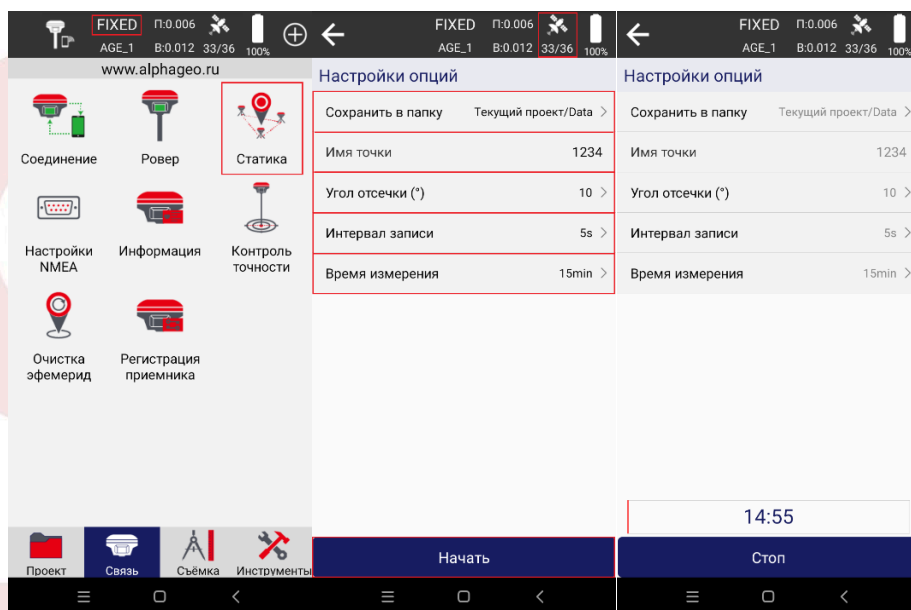 FIXED П:0.006
AGE_1 B:0.012 33/36 100%
www.alphageo.ru
Соединение
Ровер
Статика
Настройки
NMEA
Информация
Контроль
точности
Очистка
эфемерид
Регистрация
приемника
Проект
Связь
Съёмка
Инструменты
FIXED П:0.006
AGE_1 B:0.012 33/36 100%
Настройки опций
Сохранить в папку Текущий проект/Data
Имя точки 1234
Угол отсечки (°) 10
Интервал записи 5s
Время измерения 15min
Начать
FIXED П:0.006
AGE_1 B:0.012 33/36 100%
Настройки опций
Сохранить в папку Текущий проект/Data
Имя точки 1234
Угол отсечки (°) 10
Интервал записи 5s
Время измерения 15min
14:55
Стоп